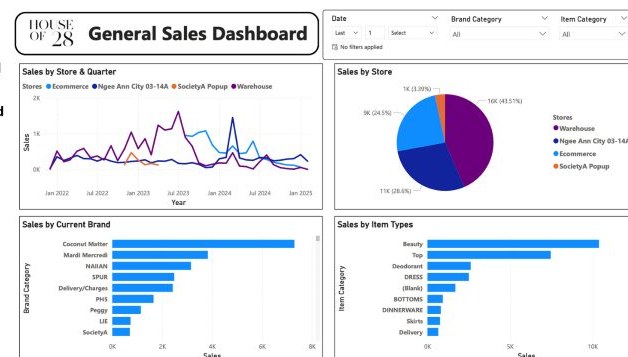 HOUSE
OF 28
General Sales Dashboard
Date
Last
1
Select
No filters applied
Brand Category
All
Item Category
All
Sales by Store & Quarter
Stores Ecommerce Ngee Ann City 03-14A SocietyA Popup Warehouse
2K
1K
0K
Sales
Jan 2022 Jul 2022 Jan 2023 Jul 2023 Jan 2024 Jul 2024 Jan 2025
Year
Sales by Store
1K (3.39%)
16K (43.51%)
9K (24.5%)
11K (28.6%)
Stores
Warehouse
Ngee Ann City 03-14A
Ecommerce
SocietyA Popup
Sales by Current Brand
Brand Category
Coconut Matter
Mardi Mercredi
NAIIAN
SPUR
Delivery/Charges
PHS
Peggy
LIE
SocietyA
0K 2K 4K 6K 8K
Sales
Sales by Item Types
Item Category
Beauty
Top
Deodorant
DRESS
(Blank)
BOTTOMS
DINNERWARE
Skirts
Delivery
0K 5K 10K
Sales